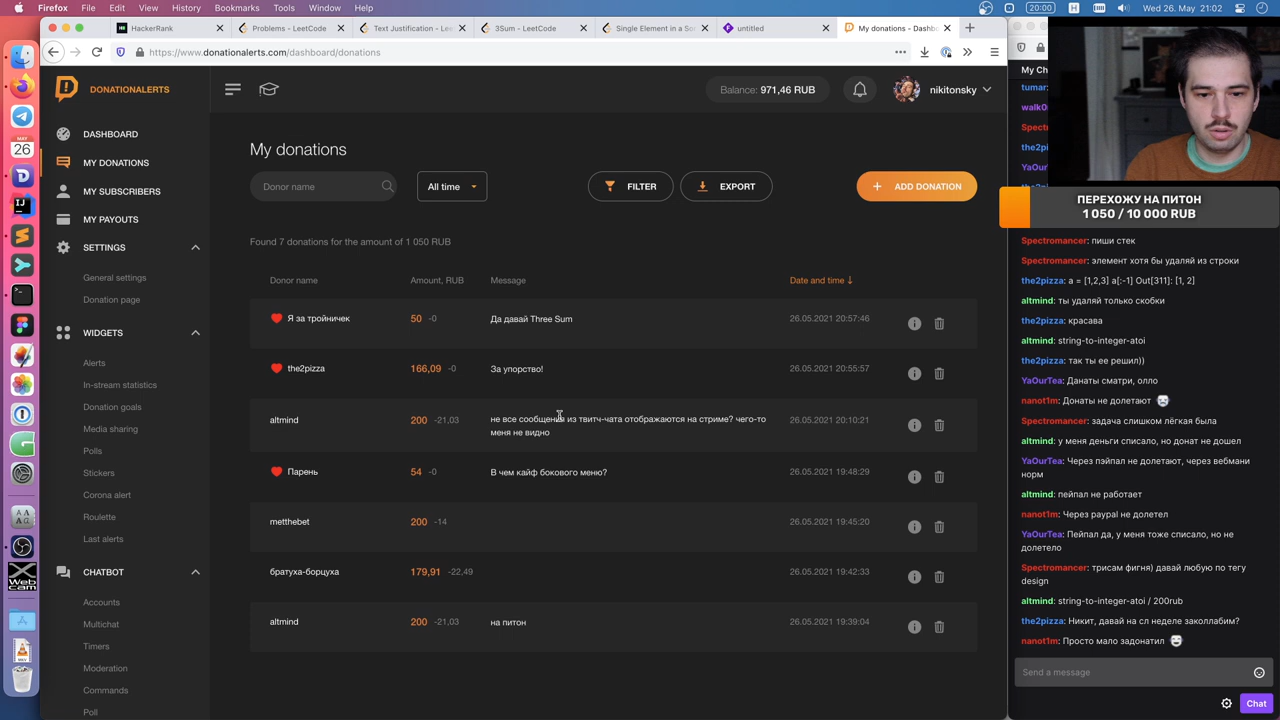 Firefox File Edit View History Bookmarks Tools Window Help
20:00
Wed 26. May 21:02
HackerRank
Problems - LeetCode
Text Justification - Lee
3Sum - LeetCode
Single Element in a So
untitled
My donations - Dashb
https://www.donationalerts.com/dashboard/donations
DONATIONALERTS
Balance: 971,46 RUB
nikitonsky
DASHBOARD
MY DONATIONS
MY SUBSCRIBERS
MY PAYOUTS
SETTINGS
General settings
Donation page
WIDGETS
Alerts
In-stream statistics
Donation goals
Media sharing
Polls
Stickers
Corona alert
Roulette
Last alerts
CHATBOT
Accounts
Multichat
Timers
Moderation
Commands
Poll
My donations
Donor name
All time
FILTER
EXPORT
+ ADD DONATION
Found 7 donations for the amount of 1 050 RUB
Donor name Amount, RUB Message Date and time ↓
Я за тройничек 50 -0 Да давай Three Sum 26.05.2021 20:57:46
the2pizza 166,09 -0 За упорство! 26.05.2021 20:55:57
altmind 200 -21,03 не все сообщения из твитч-чата отображаются на стриме? чего-то 26.05.2021 20:10:21
меня не видно
Парень 54 -0 В чем кайф бокового меню? 26.05.2021 19:48:29
metthebet 200 -14 26.05.2021 19:45:20
братуха-борцуха 179,91 -22,49 26.05.2021 19:42:33
altmind 200 -21,03 на питон 26.05.2021 19:39:04
My Ch
tumar
walk0
Spectr
the2pi
YaOur
ПЕРЕХОЖУ НА ПИТОН
1 050 / 10 000 RUB
Spectromancer: пиши стек
Spectromancer: элемент хотя бы удаляй из строки
the2pizza: a = [1,2,3] a[:-1] Out[311]: [1, 2]
altmind: ты удаляй только скобки
the2pizza: красава
altmind: string-to-integer-atoi
the2pizza: так ты ее решил))
YaOurTea: Данаты сматри, олло
nanot1m: Донаты не долетают
Spectromancer: задача слишком лёгкая была
altmind: у меня деньги списало, но донат не дошел
YaOurTea: Через пэйпал не долетают, через вебмани
норм
altmind: пейпал не работает
nanot1m: Через paypal не долетел
YaOurTea: Пейпал да, у меня тоже списало, но не
долетело
Spectromancer: трисам фигня) давай любую по тегу
design
altmind: string-to-integer-atoi / 200rub
the2pizza: Никит, давай на сл неделе заколлабим?
nanot1m: Просто мало задонатил
Send a message
Chat